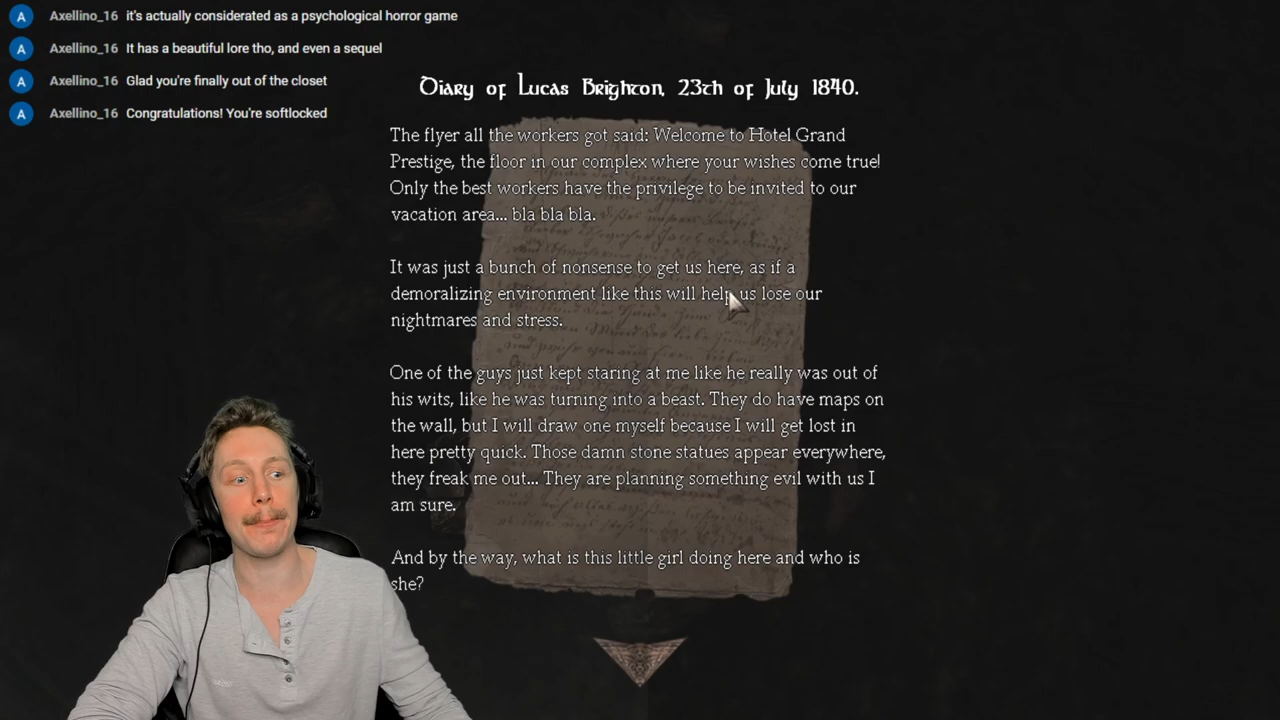 Axellino_16 it's actually considerated as a psychological horror game
Axellino_16 It has a beautiful lore tho, and even a sequel
Axellino_16 Glad you're finally out of the closet
Axellino_16 Congratulations! You're softlocked
Diary of Lucas Brighton, 23th of July 1840.
The flyer all the workers got said: Welcome to Hotel Grand
Prestige, the floor in our complex where your wishes come true!
Only the best workers have the privilege to be invited to our
vacation area... bla bla bla.
It was just a bunch of nonsense to get us here, as if a
demoralizing environment like this will help us lose our
nightmares and stress.
One of the guys just kept staring at me like he really was out of
his wits, like he was turning into a beast. They do have maps on
the wall, but I will draw one myself because I will get lost in
here pretty quick. Those damn stone statues appear everywhere,
they freak me out... They are planning something evil with us I
am sure.
And by the way, what is this little girl doing here and who is
she?